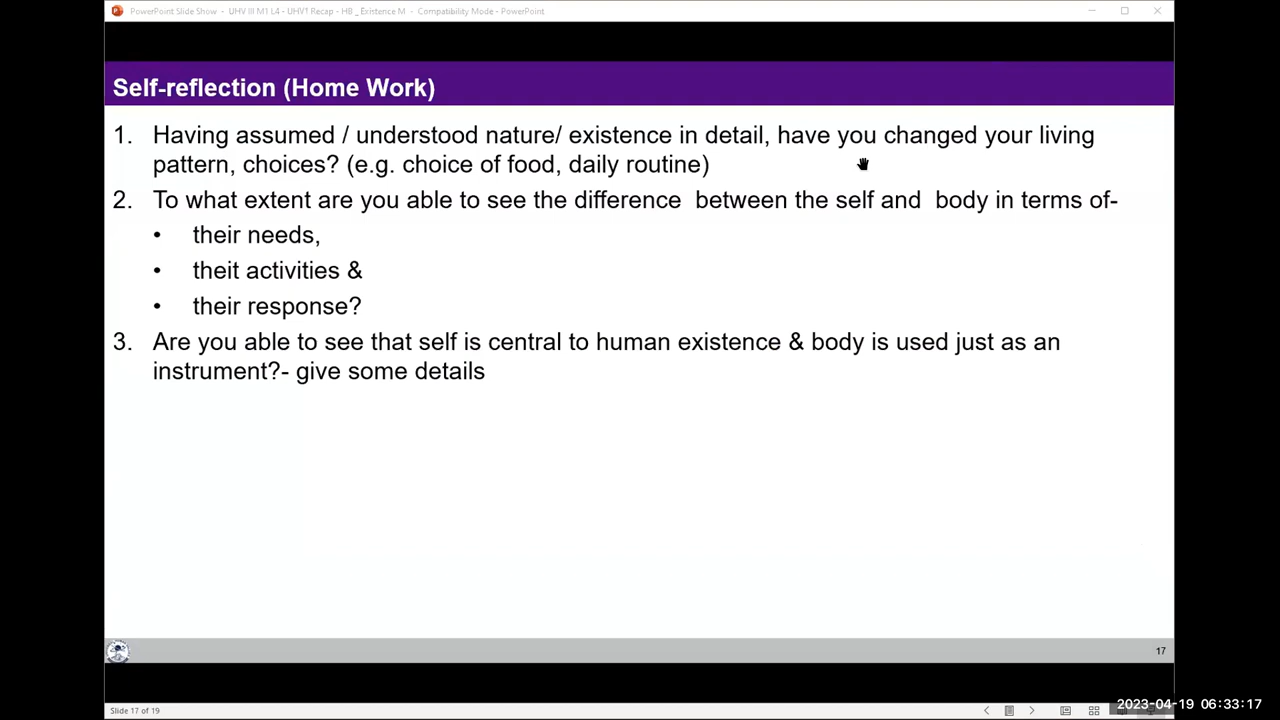 PowerPoint Slide Show - UHV III M1 L4 - UHV1 Recap - HB _ Existence M - Compatibility Mode - PowerPoint
Self-reflection (Home Work)
1. Having assumed / understood nature/ existence in detail, have you changed your living
pattern, choices? (e.g. choice of food, daily routine)
2. To what extent are you able to see the difference between the self and body in terms of-
• their needs,
• theit activities &
• their response?
3. Are you able to see that self is central to human existence & body is used just as an
instrument?- give some details
17
Slide 17 of 19
2023-04-19 06:33:17